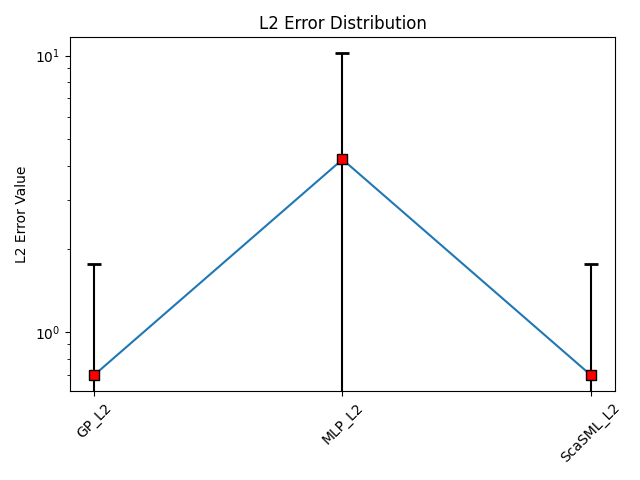 L2 Error Distribution
L2 Error Value
10¹
10⁰
GP_L2
MLP_L2
ScaSML_L2